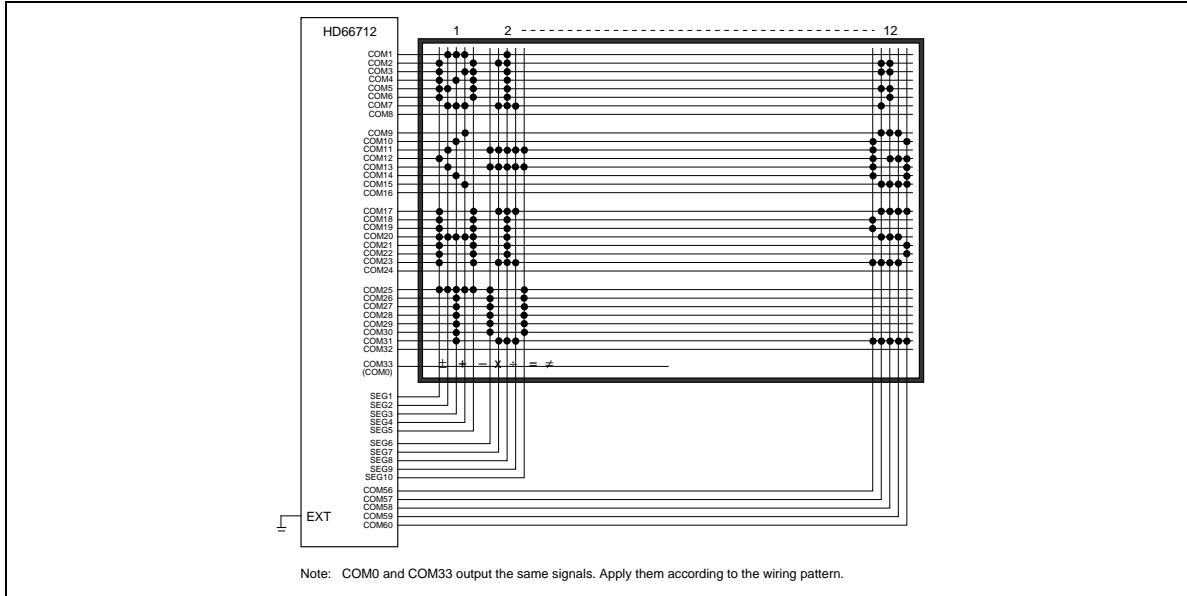 HD66712
1 2 12
COM1
COM2
COM3
COM4
COM5
COM6
COM7
COM8
COM9
COM10
COM11
COM12
COM13
COM14
COM15
COM16
COM17
COM18
COM19
COM20
COM21
COM22
COM23
COM24
COM25
COM26
COM27
COM28
COM29
COM30
COM31
COM32
COM33
(COM0)
± + − x ÷ = ≠
SEG1
SEG2
SEG3
SEG4
SEG5
SEG6
SEG7
SEG8
SEG9
SEG10
COM56
COM57
COM58
COM59
COM60
EXT
Note: COM0 and COM33 output the same signals. Apply them according to the wiring pattern.